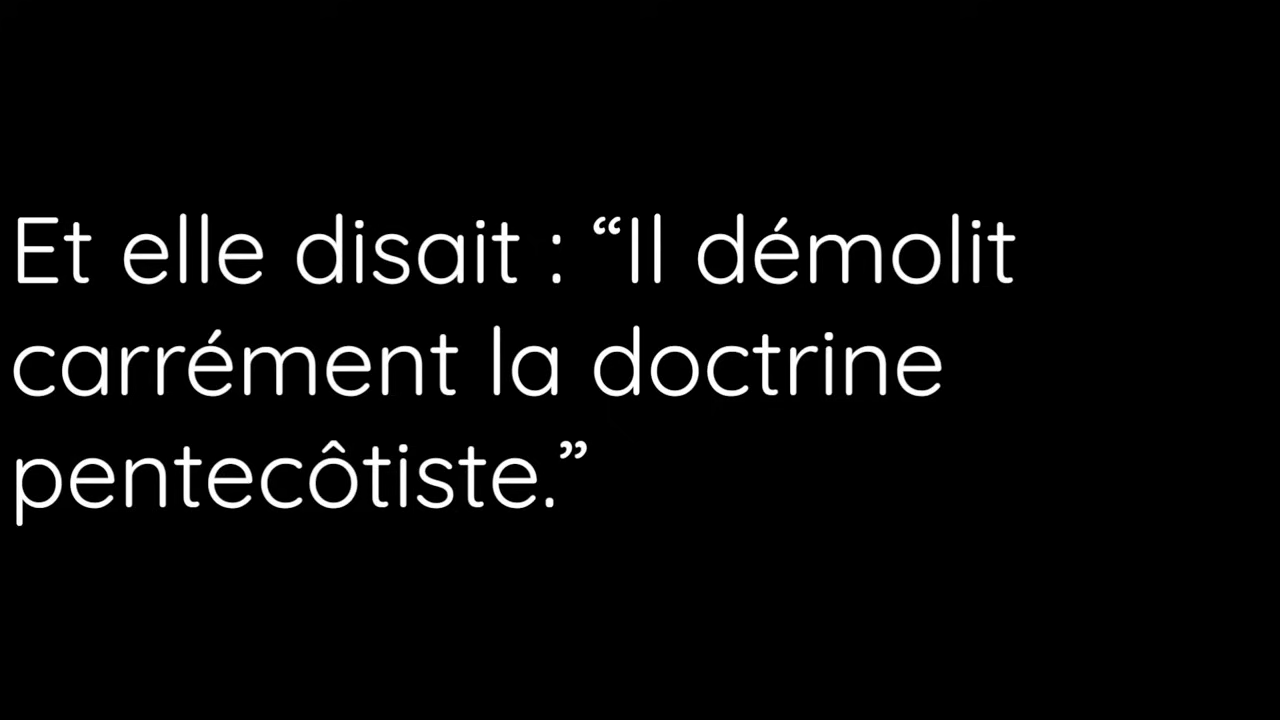 Et elle disait : “Il démolit
carrément la doctrine
pentecôtiste.”